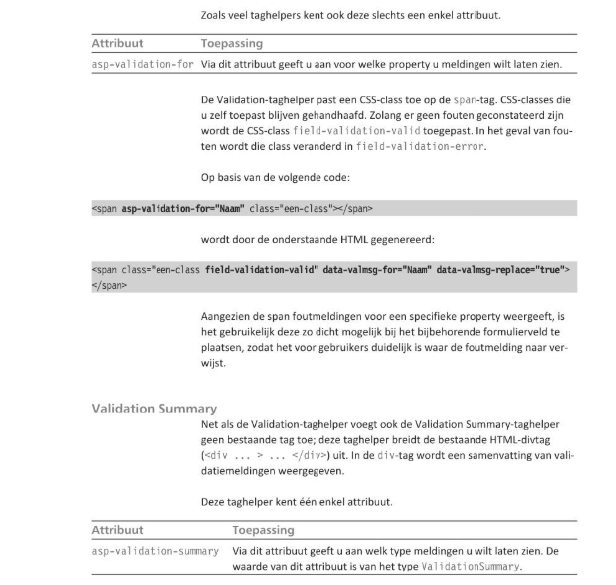 Zoals veel taghelpers kent ook deze slechts een enkel attribuut.
Attribuut Toepassing
asp-validation-for Via dit attribuut geeft u aan voor welke property u meldingen wilt laten zien.
De Validation-taghelper past een CSS-class toe op de span-tag. CSS-classes die
u zelf toepast blijven gehandhaafd. Zolang er geen fouten geconstateerd zijn
wordt de CSS-class field-validation-valid toegepast. In het geval van fou-
ten wordt die class veranderd in field-validation-error.
Op basis van de volgende code:
<span asp-validation-for="Naam" class="een-class"></span>
wordt door de onderstaande HTML gegenereerd:
<span class="een-class field-validation-valid" data-valmsg-for="Naam" data-valmsg-replace="true">
</span>
Aangezien de span foutmeldingen voor een specifieke property weergeeft, is
het gebruikelijk deze zo dicht mogelijk bij het bijbehorende formulierveld te
plaatsen, zodat het voor gebruikers duidelijk is waar de foutmelding naar ver-
wijst.
Validation Summary
Net als de Validation-taghelper voegt ook de Validation Summary-taghelper
geen bestaande tag toe; deze taghelper breidt de bestaande HTML-divtag
(<div ... > ... </div>) uit. In de div-tag wordt een samenvatting van vali-
datiemeldingen weergegeven.
Deze taghelper kent één enkel attribuut.
Attribuut Toepassing
asp-validation-summary Via dit attribuut geeft u aan welk type meldingen u wilt laten zien. De
waarde van dit attribuut is van het type ValidationSummary.